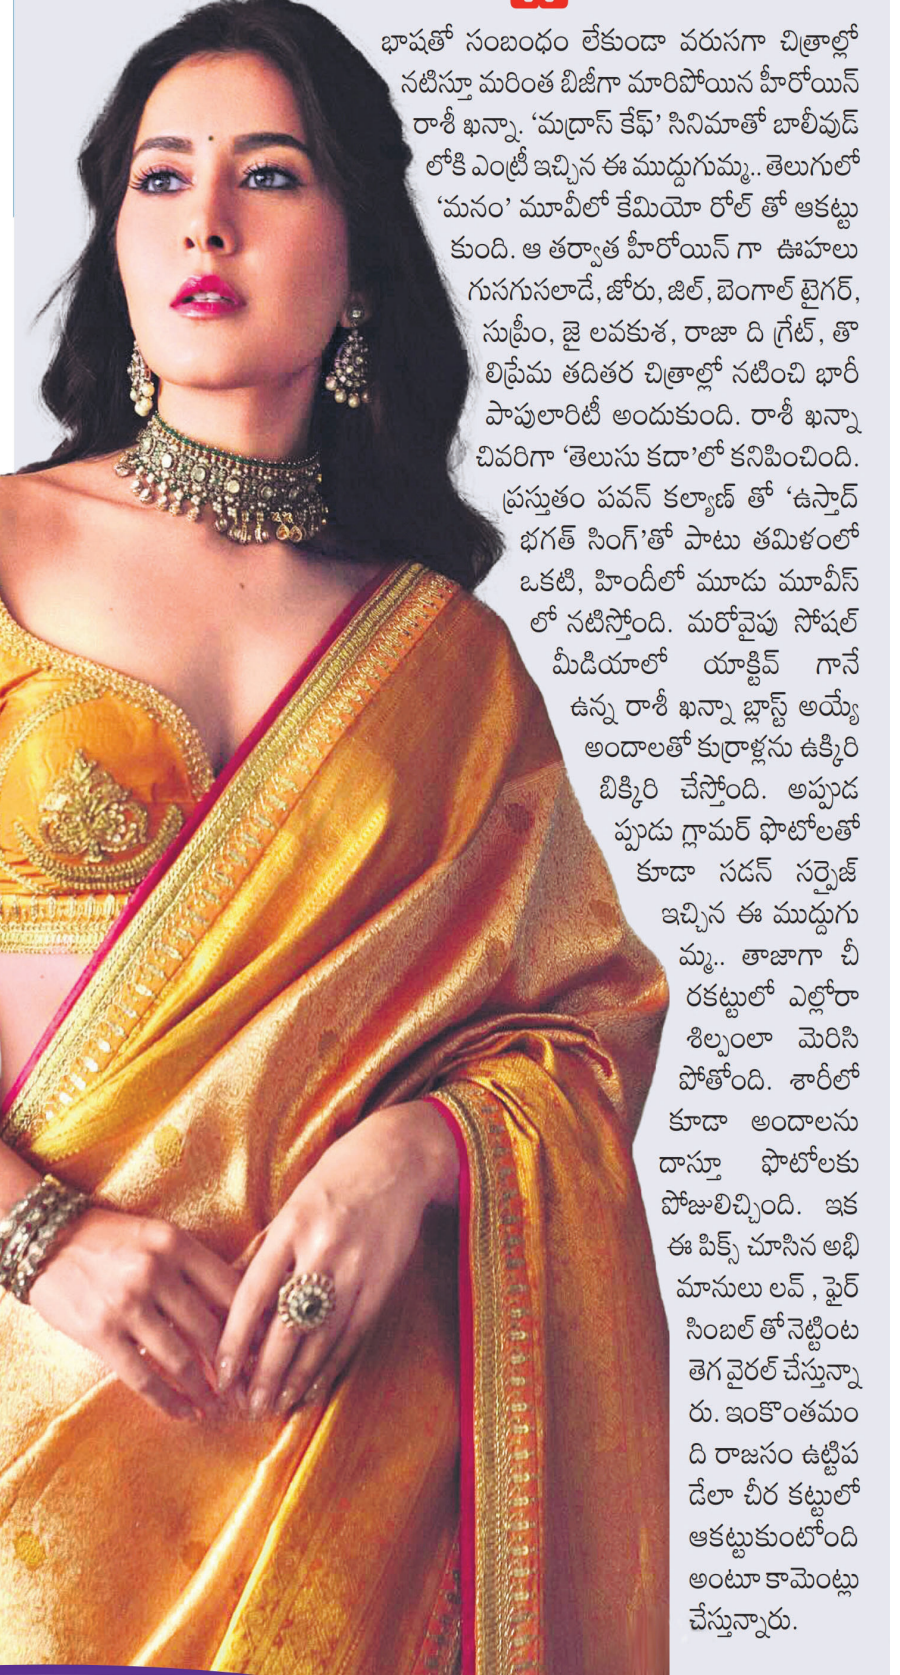 భాషతో సంబంధం లేకుండా వరుసగా చిత్రాల్లో
నటిస్తూ మరింత బిజీగా మారిపోయిన హీరోయిన్
రాశీ ఖన్నా. ‘మద్రాస్ కేఫ్’ సినిమాతో బాలీవుడ్
లోకి ఎంట్రీ ఇచ్చిన ఈ ముద్దుగుమ్మ.. తెలుగులో
‘మనం’ మూవీలో కేమియో రోల్ తో ఆకట్టు
కుంది. ఆ తర్వాత హీరోయిన్ గా ఊహలు
గుసగుసలాడే, జోరు, జిల్, బెంగాల్ టైగర్,
సుప్రీం, జై లవకుశ, రాజా ది గ్రేట్, తొ
లిప్రేమ తదితర చిత్రాల్లో నటించి భారీ
పాపులారిటీ అందుకుంది. రాశీ ఖన్నా
చివరిగా ‘తెలుసు కదా’లో కనిపించింది.
ప్రస్తుతం పవన్ కల్యాణ్ తో ‘ఉస్తాద్
భగత్ సింగ్’తో పాటు తమిళంలో
ఒకటి, హిందీలో మూడు మూవీస్
లో నటిస్తోంది. మరోవైపు సోషల్
మీడియాలో యాక్టివ్ గానే
ఉన్న రాశీ ఖన్నా బ్లాస్ట్ అయ్యే
అందాలతో కుర్రాళ్లను ఉక్కిరి
బిక్కిరి చేస్తోంది. అప్పుడ
ప్పుడు గ్లామర్ ఫొటోలతో
కూడా సడన్ సర్ప్రైజ్
ఇచ్చిన ఈ ముద్దుగు
మ్మ.. తాజాగా చీ
రకట్టులో ఎల్లోరా
శిల్పంలా మెరిసి
పోతోంది. శారీలో
కూడా అందాలను
దాస్తూ ఫొటోలకు
పోజులిచ్చింది. ఇక
ఈ పిక్స్ చూసిన అభి
మానులు లవ్ , ఫైర్
సింబల్ తో నెట్టింట
తెగ వైరల్ చేస్తున్నా
రు. ఇంకొంతమం
ది రాజసం ఉట్టిప
డేలా చీర కట్టులో
ఆకట్టుకుంటోంది
అంటూ కామెంట్లు
చేస్తున్నారు.